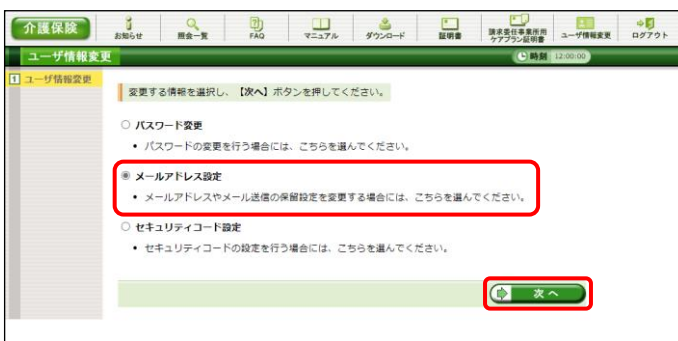 介護保険
お知らせ
照会一覧
FAQ
マニュアル
ダウンロード
証明書
請求委任事業所用
ケアプラン証明書
ユーザ情報変更
ログアウト
ユーザ情報変更
時刻 12:00:00
1 ユーザ情報変更
変更する情報を選択し、【次へ】ボタンを押してください。
パスワード変更
• パスワードの変更を行う場合には、こちらを選んでください。
メールアドレス設定
• メールアドレスやメール送信の保留設定を変更する場合には、こちらを選んでください。
セキュリティコード設定
• セキュリティコードの設定を行う場合には、こちらを選んでください。
次へ